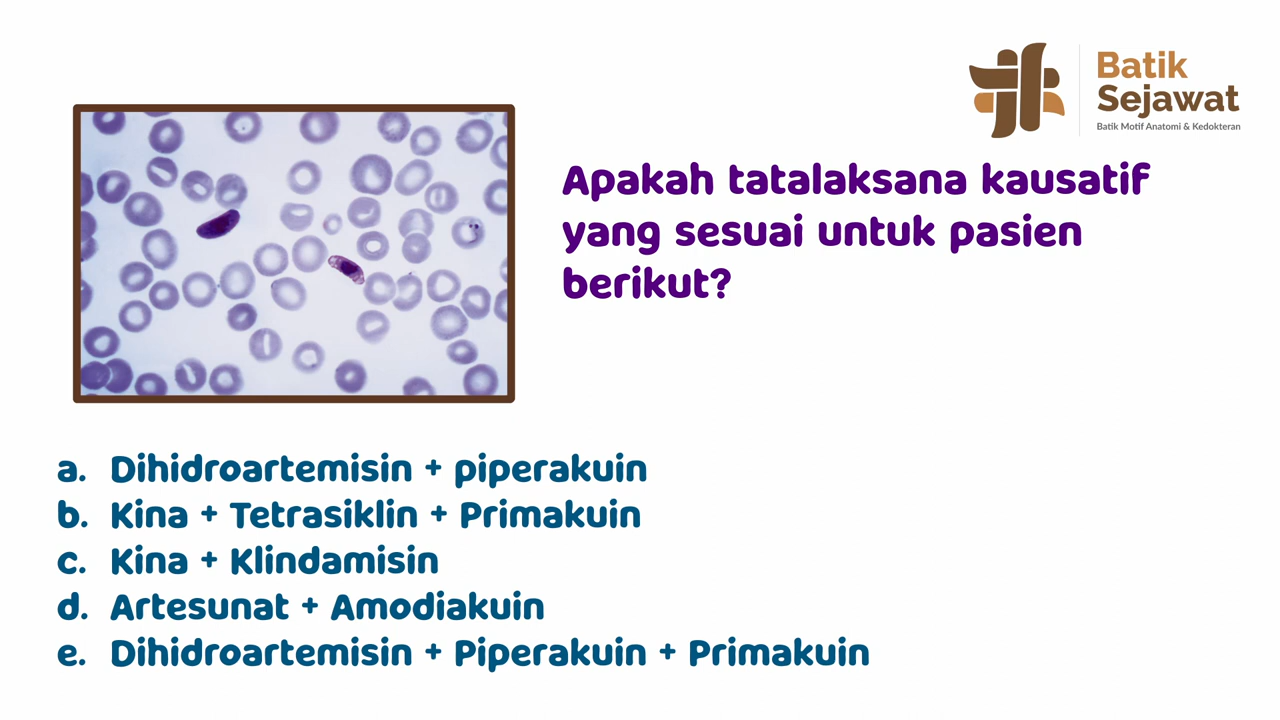 Batik
Sejawat
Batik Motif Anatomi & Kedokteran
Apakah tatalaksana kausatif
yang sesuai untuk pasien
berikut?
a. Dihidroartemisin + piperakuin
b. Kina + Tetrasiklin + Primakuin
c. Kina + Klindamisin
d. Artesunat + Amodiakuin
e. Dihidroartemisin + Piperakuin + Primakuin